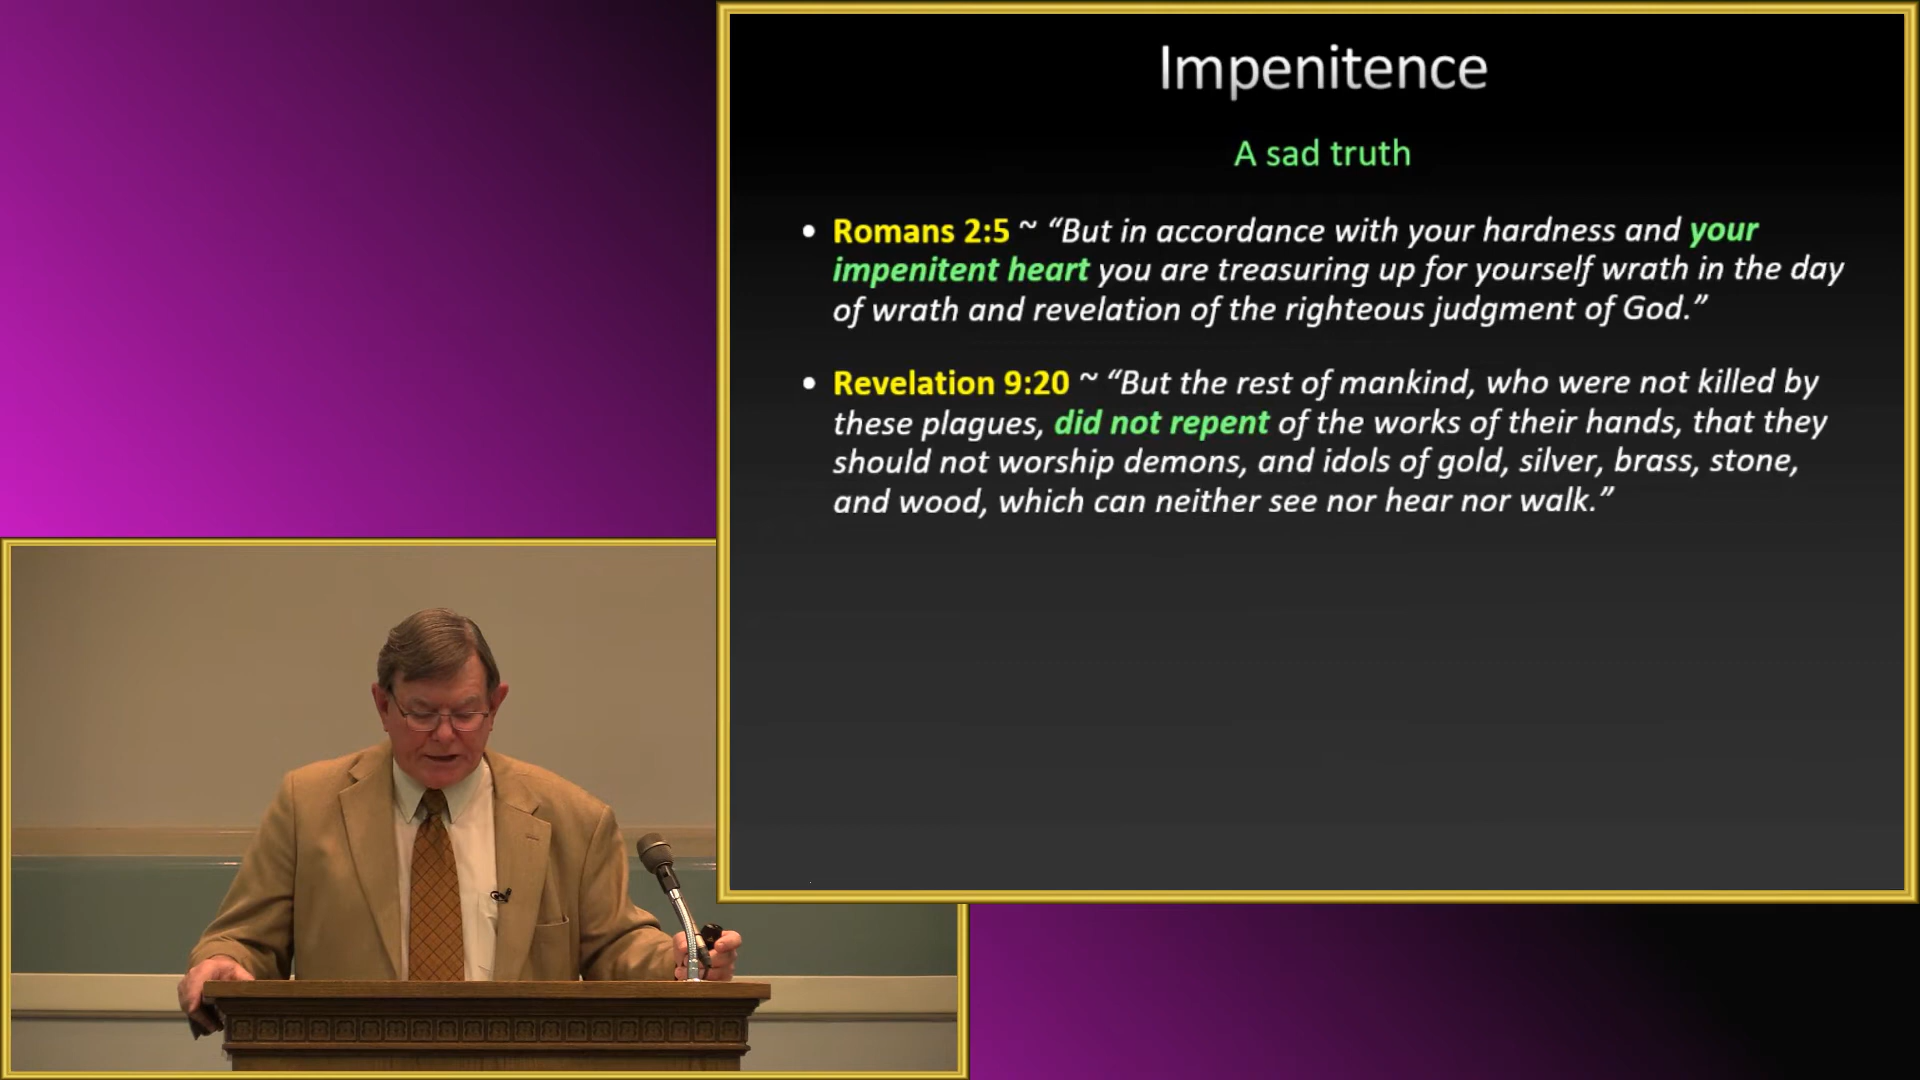 Impenitence
A sad truth
• Romans 2:5 ~ “But in accordance with your hardness and your
impenitent heart you are treasuring up for yourself wrath in the day
of wrath and revelation of the righteous judgment of God.”
• Revelation 9:20 ~ “But the rest of mankind, who were not killed by
these plagues, did not repent of the works of their hands, that they
should not worship demons, and idols of gold, silver, brass, stone,
and wood, which can neither see nor hear nor walk.”